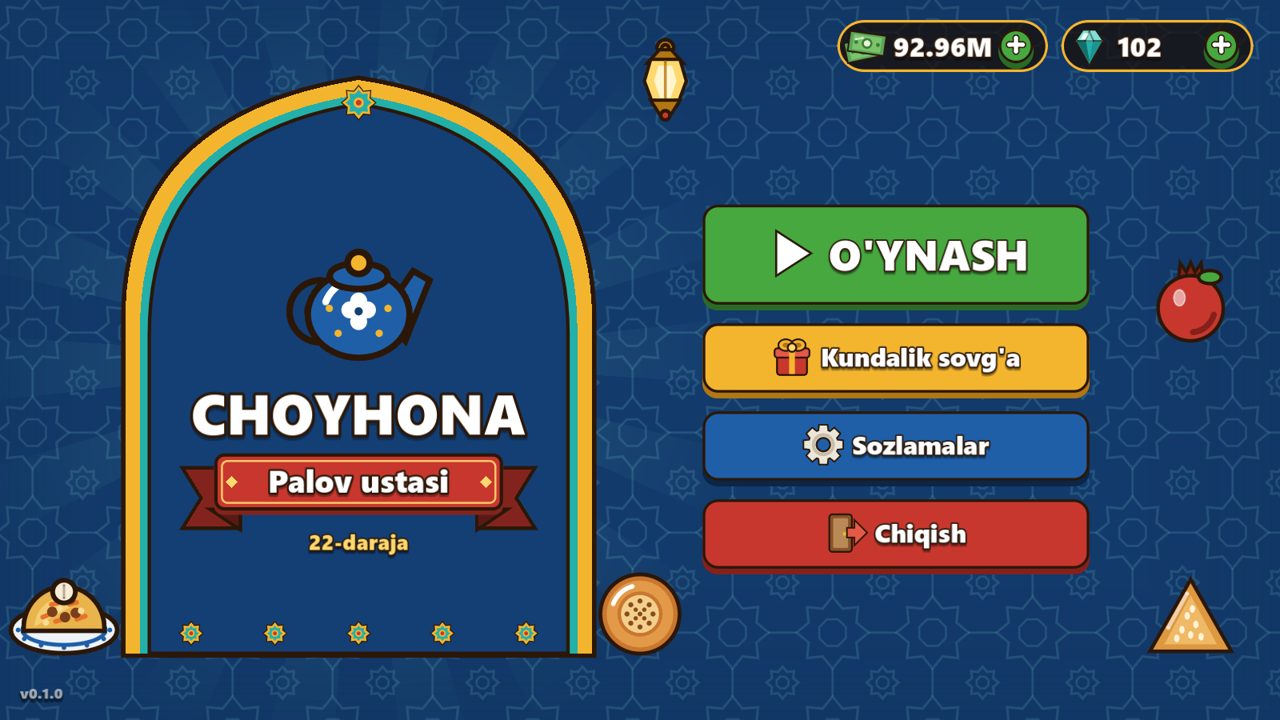 92.96M
102
CHOYHONA
Palov ustasi
22-daraja
O'YNASH
Kundalik sovg'a
Sozlamalar
Chiqish
v0.1.0